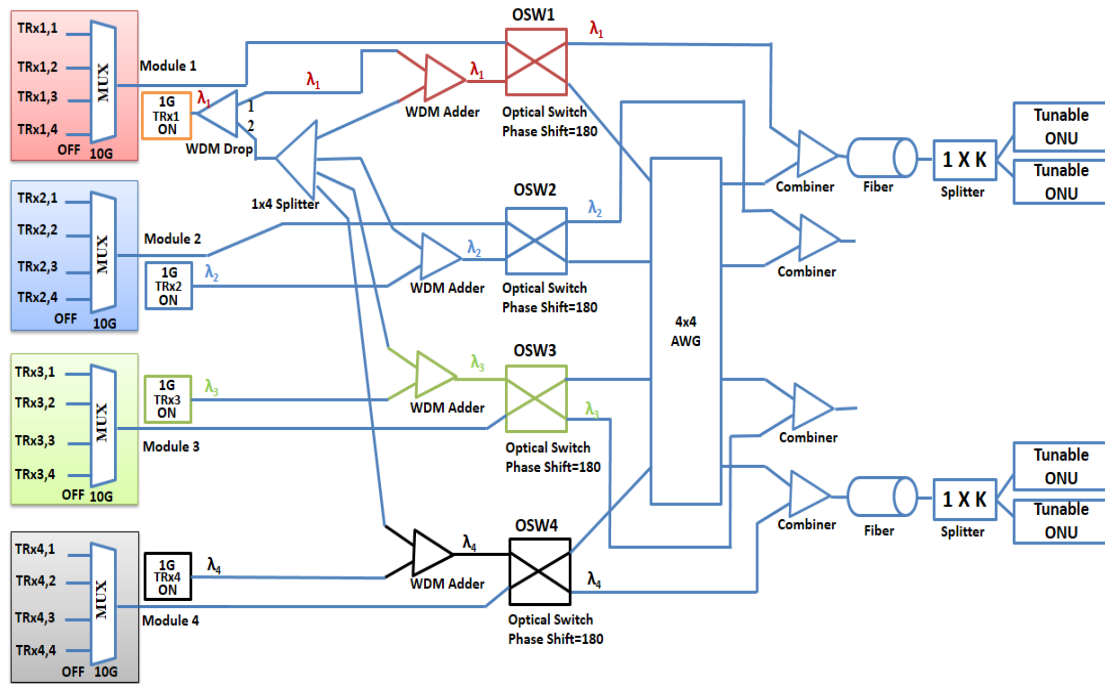 OSW1
TRx1,1
TRx1,2
TRx1,3
TRx1,4
MUX
OFF 10G
Module 1
1G
TRx1
ON
λ1
λ1
1
2
WDM Drop
WDM Adder
λ1
λ1
Optical Switch
Phase Shift=180
1x4 Splitter
Combiner
Fiber
1 X K
Splitter
Tunable
ONU
Tunable
ONU
TRx2,1
TRx2,2
TRx2,3
TRx2,4
MUX
OFF 10G
Module 2
1G
TRx2
ON
λ2
WDM Adder
λ2
OSW2
λ2
Optical Switch
Phase Shift=180
Combiner
4x4
AWG
TRx3,1
TRx3,2
TRx3,3
TRx3,4
MUX
OFF 10G
Module 3
1G
TRx3
ON
λ3
WDM Adder
λ3
OSW3
λ3
Optical Switch
Phase Shift=180
Combiner
TRx4,1
TRx4,2
TRx4,3
TRx4,4
MUX
OFF 10G
Module 4
1G
TRx4
ON
λ4
WDM Adder
λ4
OSW4
λ4
Optical Switch
Phase Shift=180
Combiner
Fiber
1 X K
Splitter
Tunable
ONU
Tunable
ONU